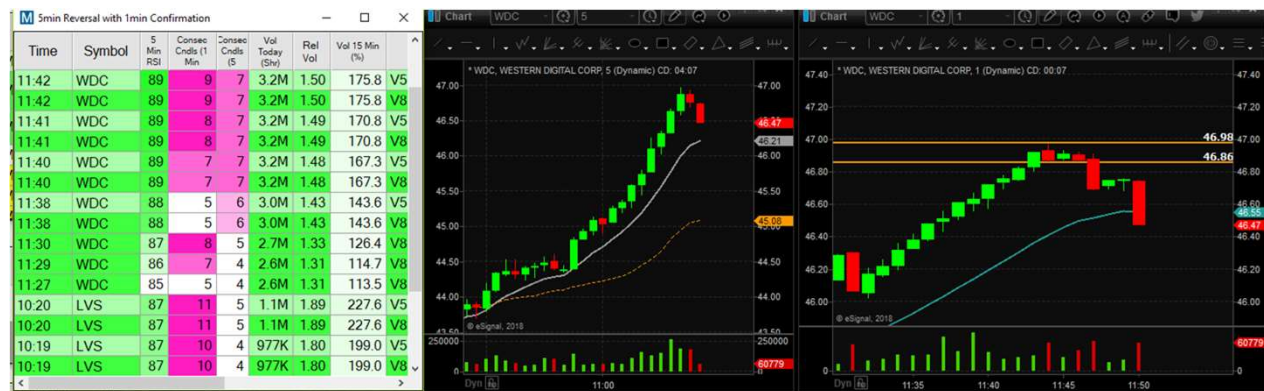 M 5min Reversal with 1min Confirmation
Time Symbol 5 Min RSI Consec Cndls (1 Min Consec Cndls (5 Vol Today (Shr) Rel Vol Vol 15 Min (%)
11:42 WDC 89 9 7 3.2M 1.50 175.8 V5
11:42 WDC 89 9 7 3.2M 1.50 175.8 V8
11:41 WDC 89 8 7 3.2M 1.49 170.8 V5
11:41 WDC 89 8 7 3.2M 1.49 170.8 V8
11:40 WDC 89 7 7 3.2M 1.48 167.3 V5
11:40 WDC 89 7 7 3.2M 1.48 167.3 V8
11:38 WDC 88 5 6 3.0M 1.43 143.6 V5
11:38 WDC 88 5 6 3.0M 1.43 143.6 V8
11:30 WDC 87 8 5 2.7M 1.33 126.4 V8
11:29 WDC 86 7 4 2.6M 1.31 114.7 V8
11:27 WDC 85 5 4 2.6M 1.31 113.5 V8
10:20 LVS 87 11 5 1.1M 1.89 227.6 V5
10:20 LVS 87 11 5 1.1M 1.89 227.6 V8
10:19 LVS 87 10 4 977K 1.80 199.0 V5
10:19 LVS 87 10 4 977K 1.80 199.0 V8
Chart WDC 5
* WDC, WESTERN DIGITAL CORP, 5 (Dynamic) CD: 04:07
47.00
46.50
46.47
46.21
46.00
45.50
45.08
45.00
44.50
44.00
43.50
© eSignal, 2018
250000
60779
0
Dyn
11:00
Chart WDC 1
* WDC, WESTERN DIGITAL CORP, 1 (Dynamic) CD: 00:07
47.40
47.20
47.00
46.98
46.86
46.80
46.60
46.55
46.47
46.40
46.20
46.00
© eSignal, 2018
60779
0
Dyn
11:35 11:40 11:45 11:50